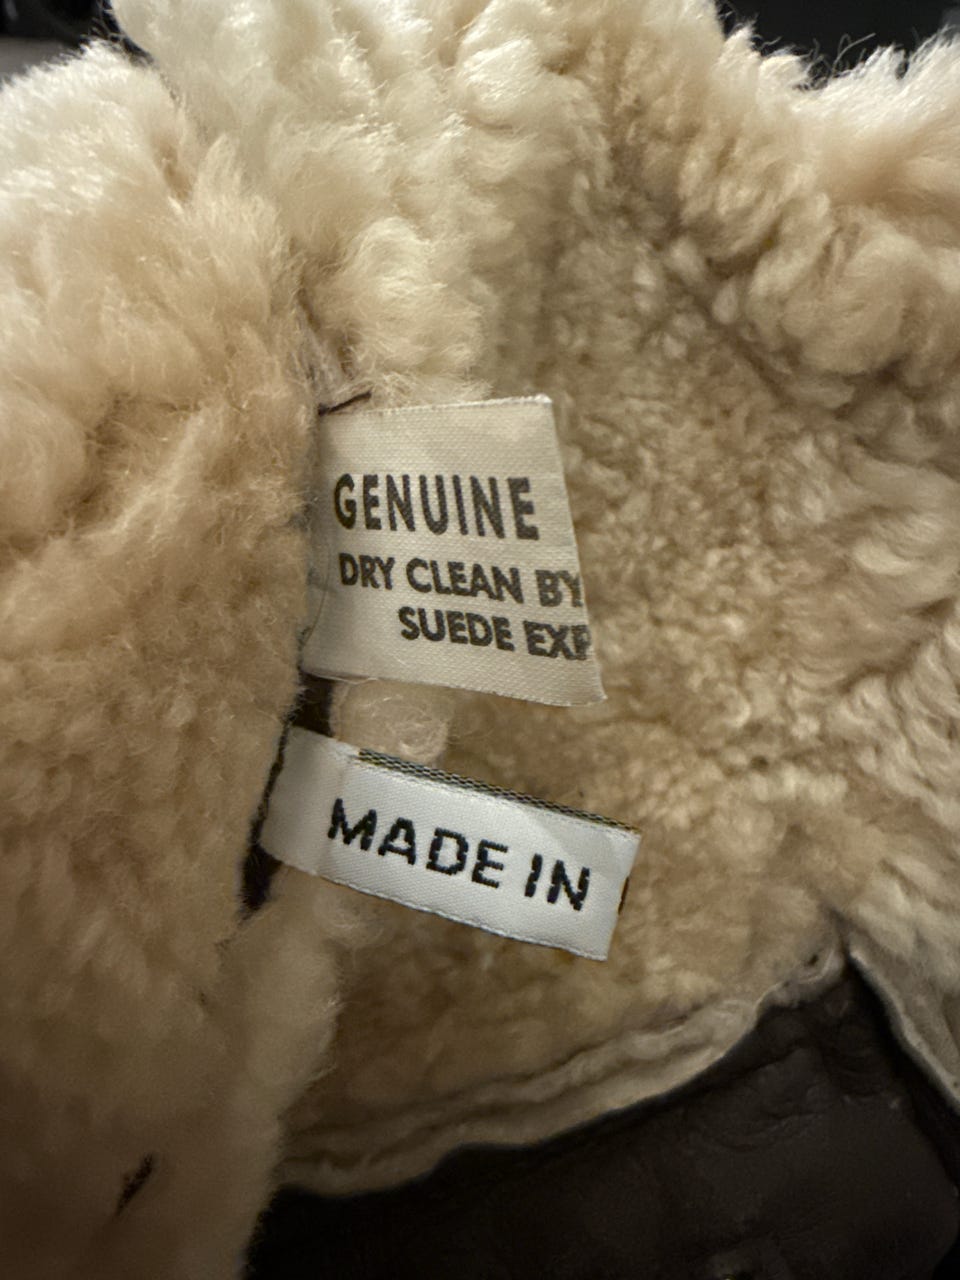 GENUINE
DRY CLEAN BY
SUEDE EXP
MADE IN